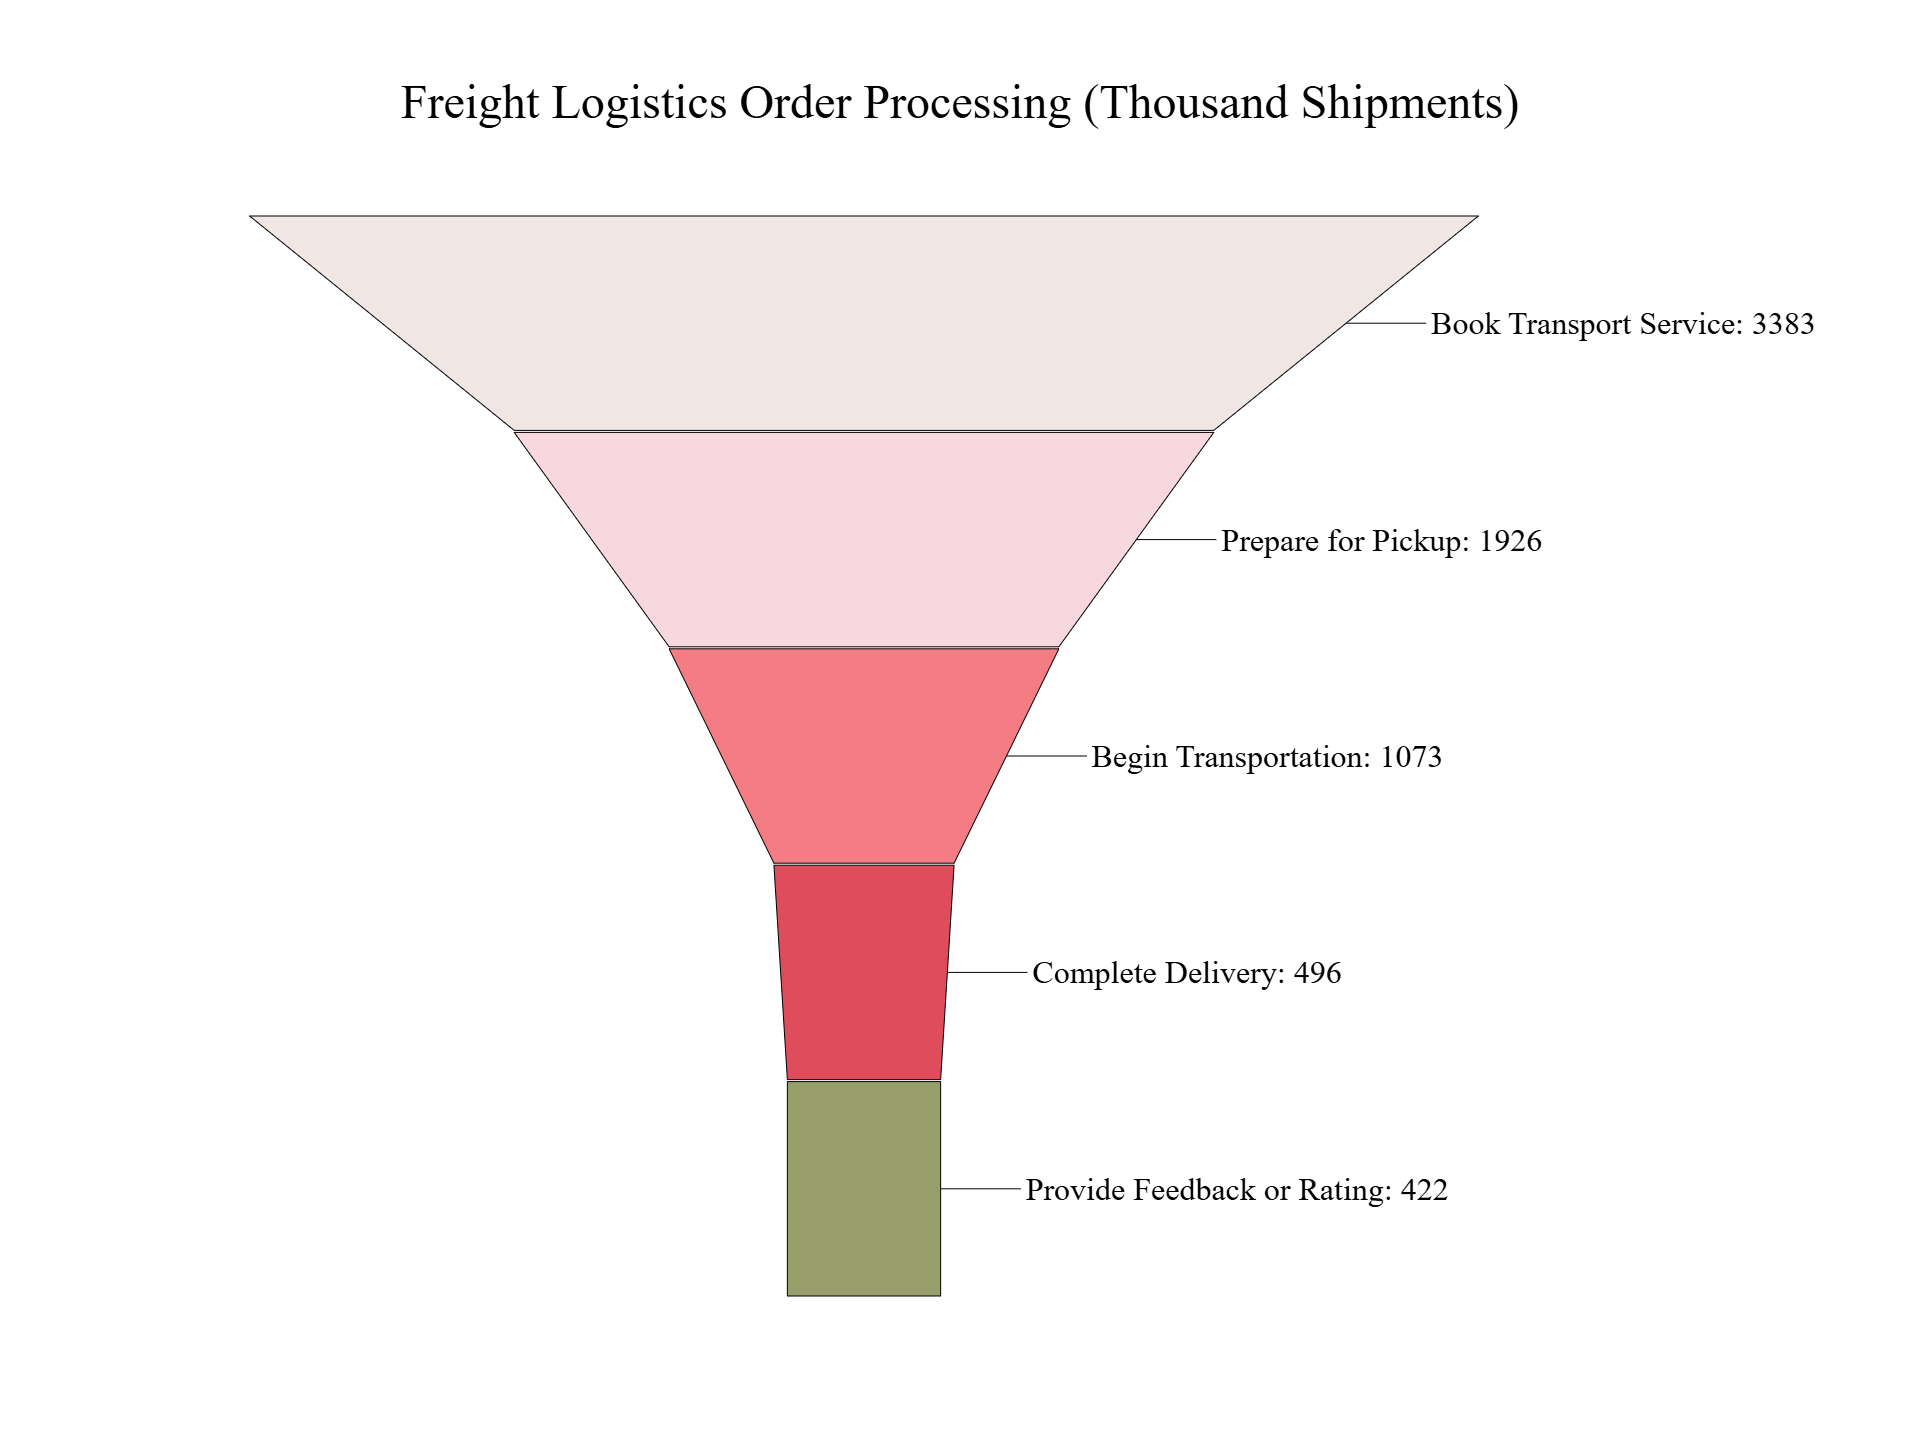 Freight Logistics Order Processing (Thousand Shipments)
Book Transport Service: 3383
Prepare for Pickup: 1926
Begin Transportation: 1073
Complete Delivery: 496
Provide Feedback or Rating: 422